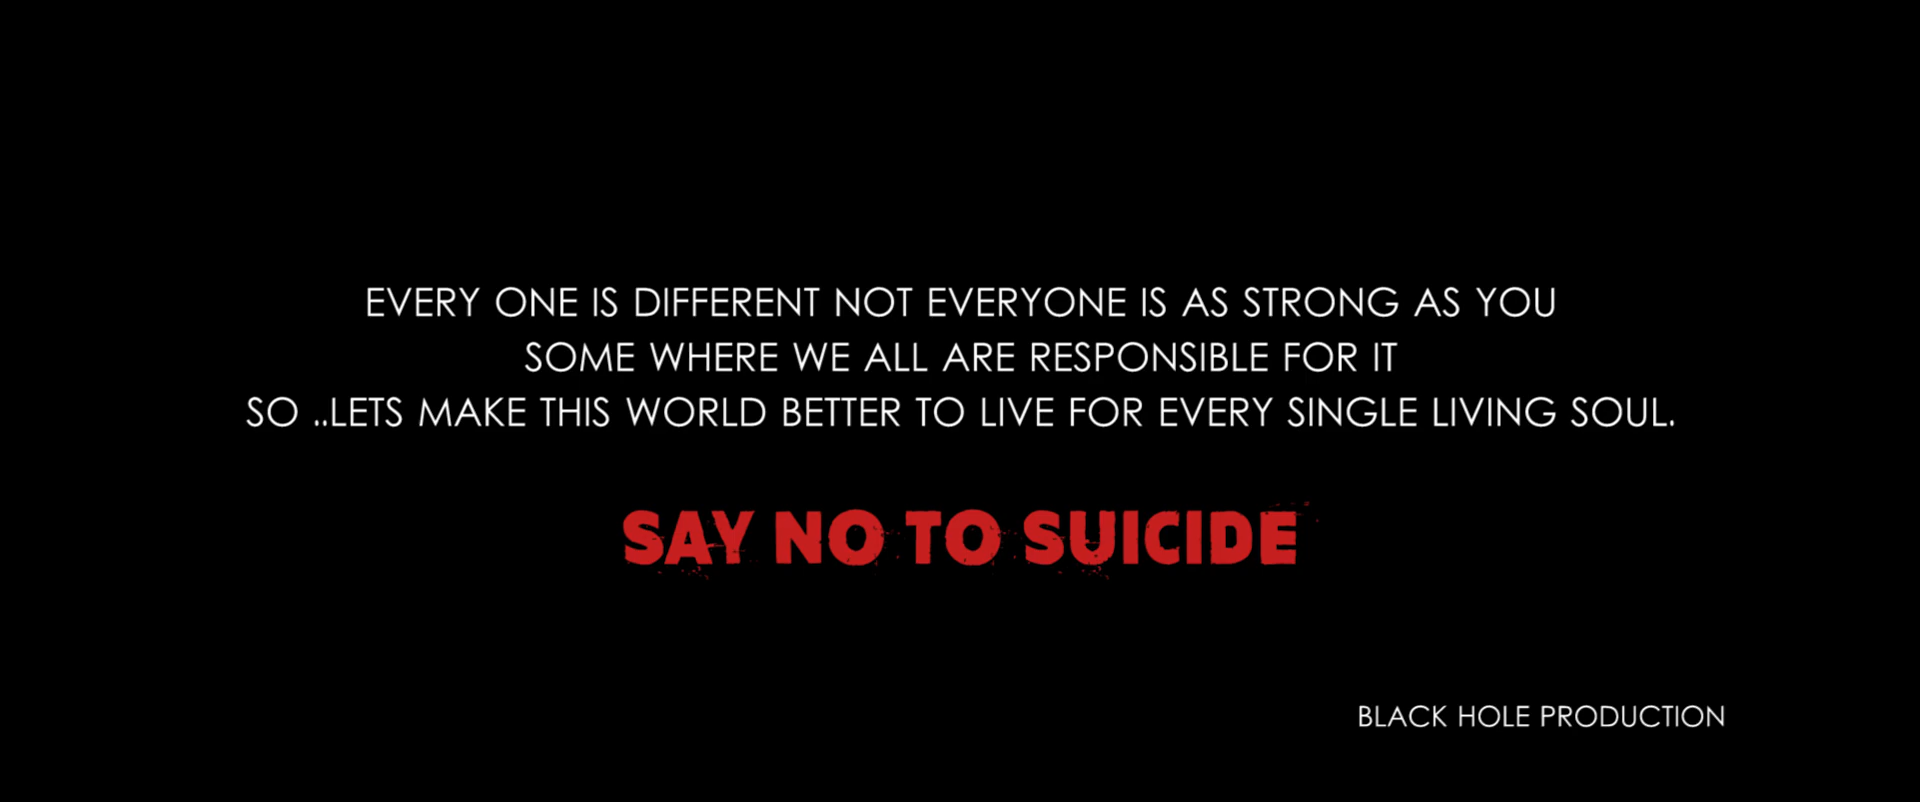 EVERY ONE IS DIFFERENT NOT EVERYONE IS AS STRONG AS YOU
SOME WHERE WE ALL ARE RESPONSIBLE FOR IT
SO ..LETS MAKE THIS WORLD BETTER TO LIVE FOR EVERY SINGLE LIVING SOUL.
SAY NO TO SUICIDE
BLACK HOLE PRODUCTION